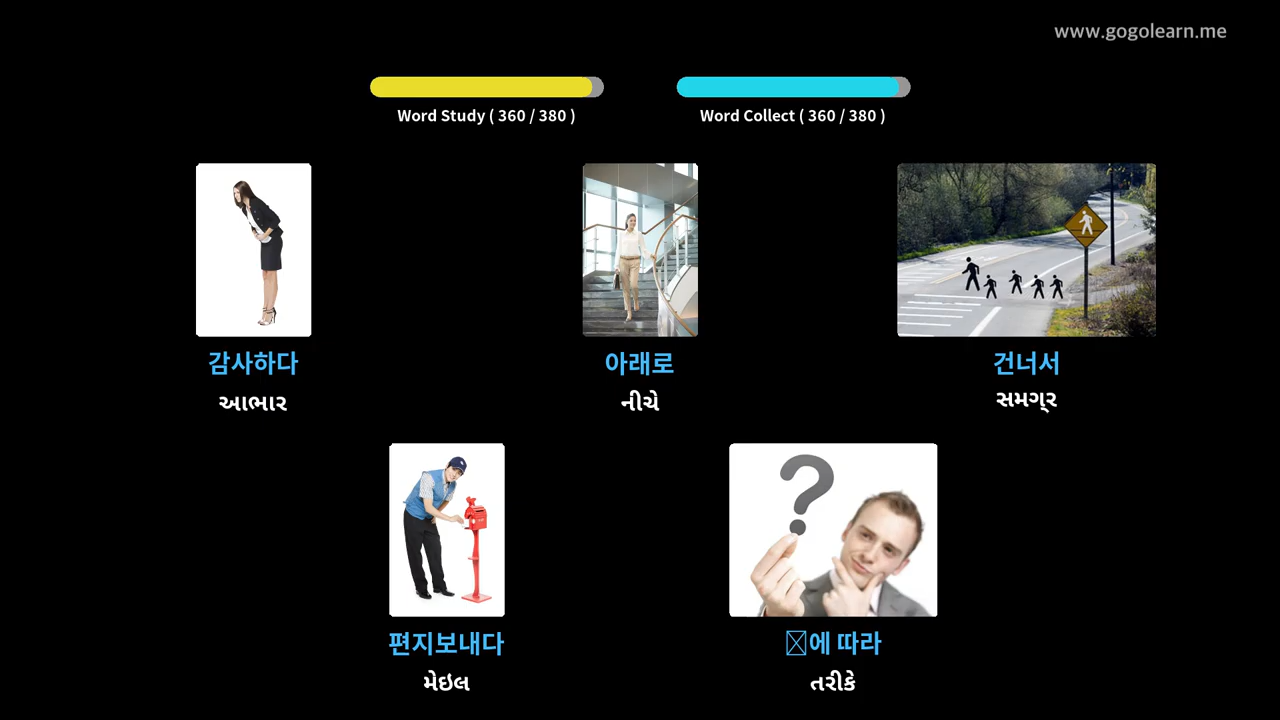 www.gogolearn.me
Word Study ( 360 / 380 )
Word Collect ( 360 / 380 )
감사하다
આભાર
아래로
નીચે
건너서
સમગ્ર
편지보내다
મેઇલ
에 따라
તરીકે